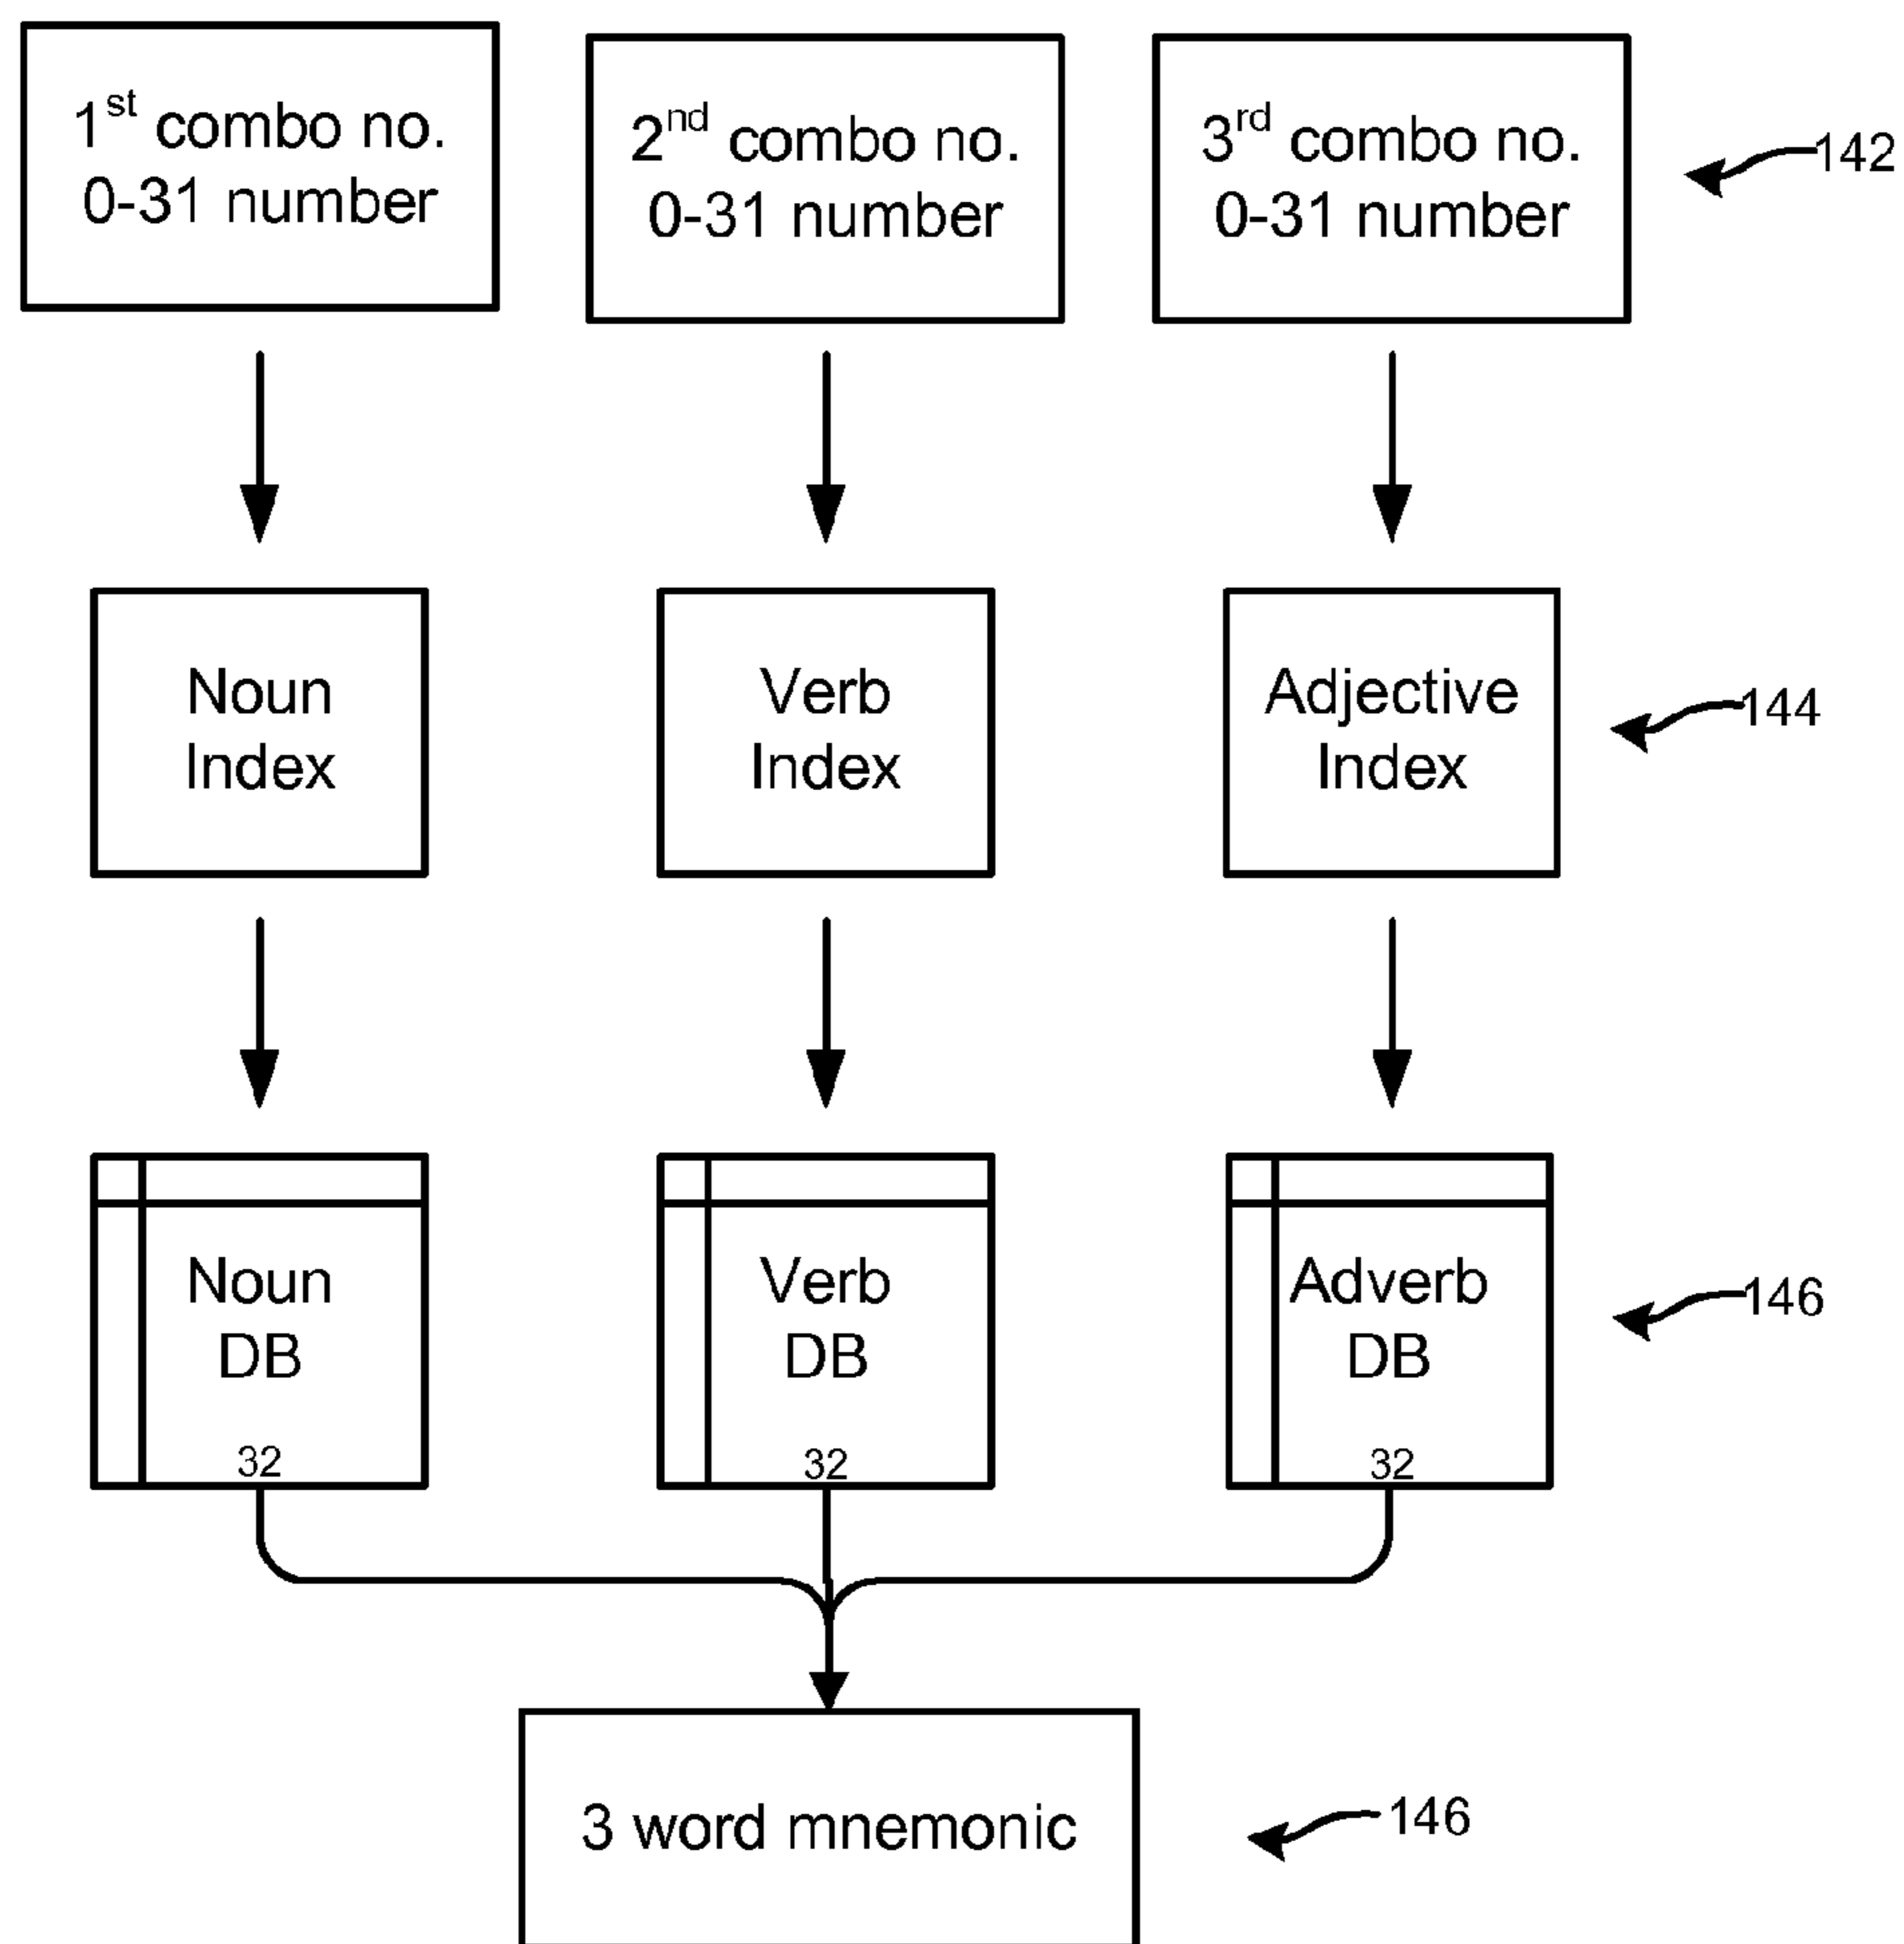 1st combo no.
0-31 number
2nd combo no.
0-31 number
3rd combo no.
0-31 number
142
Noun
Index
Verb
Index
Adjective
Index
144
Noun
DB
32
Verb
DB
32
Adverb
DB
32
146
3 word mnemonic
146